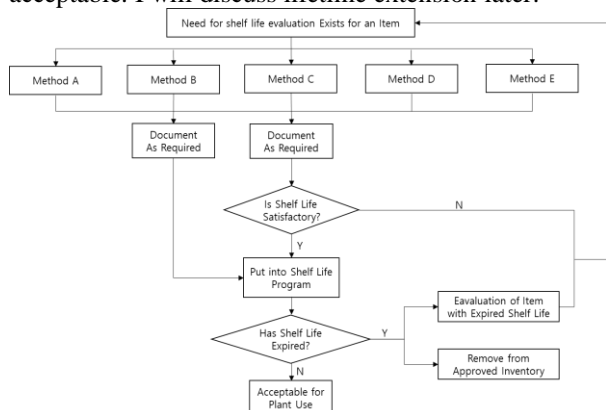 acceptable. I will discuss lifetime extension later.
Need for shelf life evaluation Exists for an Item
Method A
Method B
Method C
Method D
Method E
Document
As Required
Document
As Required
Is Shelf Life
Satisfactory?
N
Y
Put into Shelf Life
Program
Eavaluation of Item
with Expired Shelf Life
Has Shelf Life
Expired?
Y
Remove from
Approved Inventory
N
Acceptable for
Plant Use